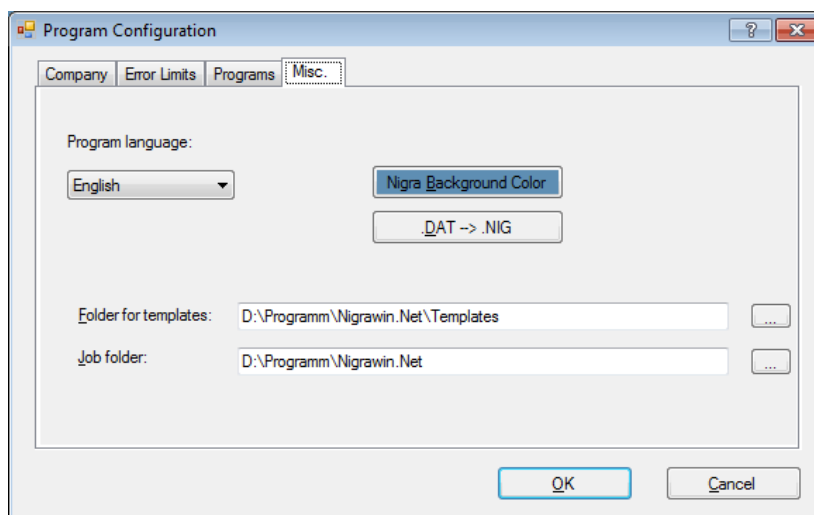 Program Configuration
Company Error Limits Programs Misc.
Program language:
English
Nigra Background Color
.DAT --> .NIG
Folder for templates: D:\Programm\Nigrawin.Net\Templates ...
Job folder: D:\Programm\Nigrawin.Net ...
OK Cancel